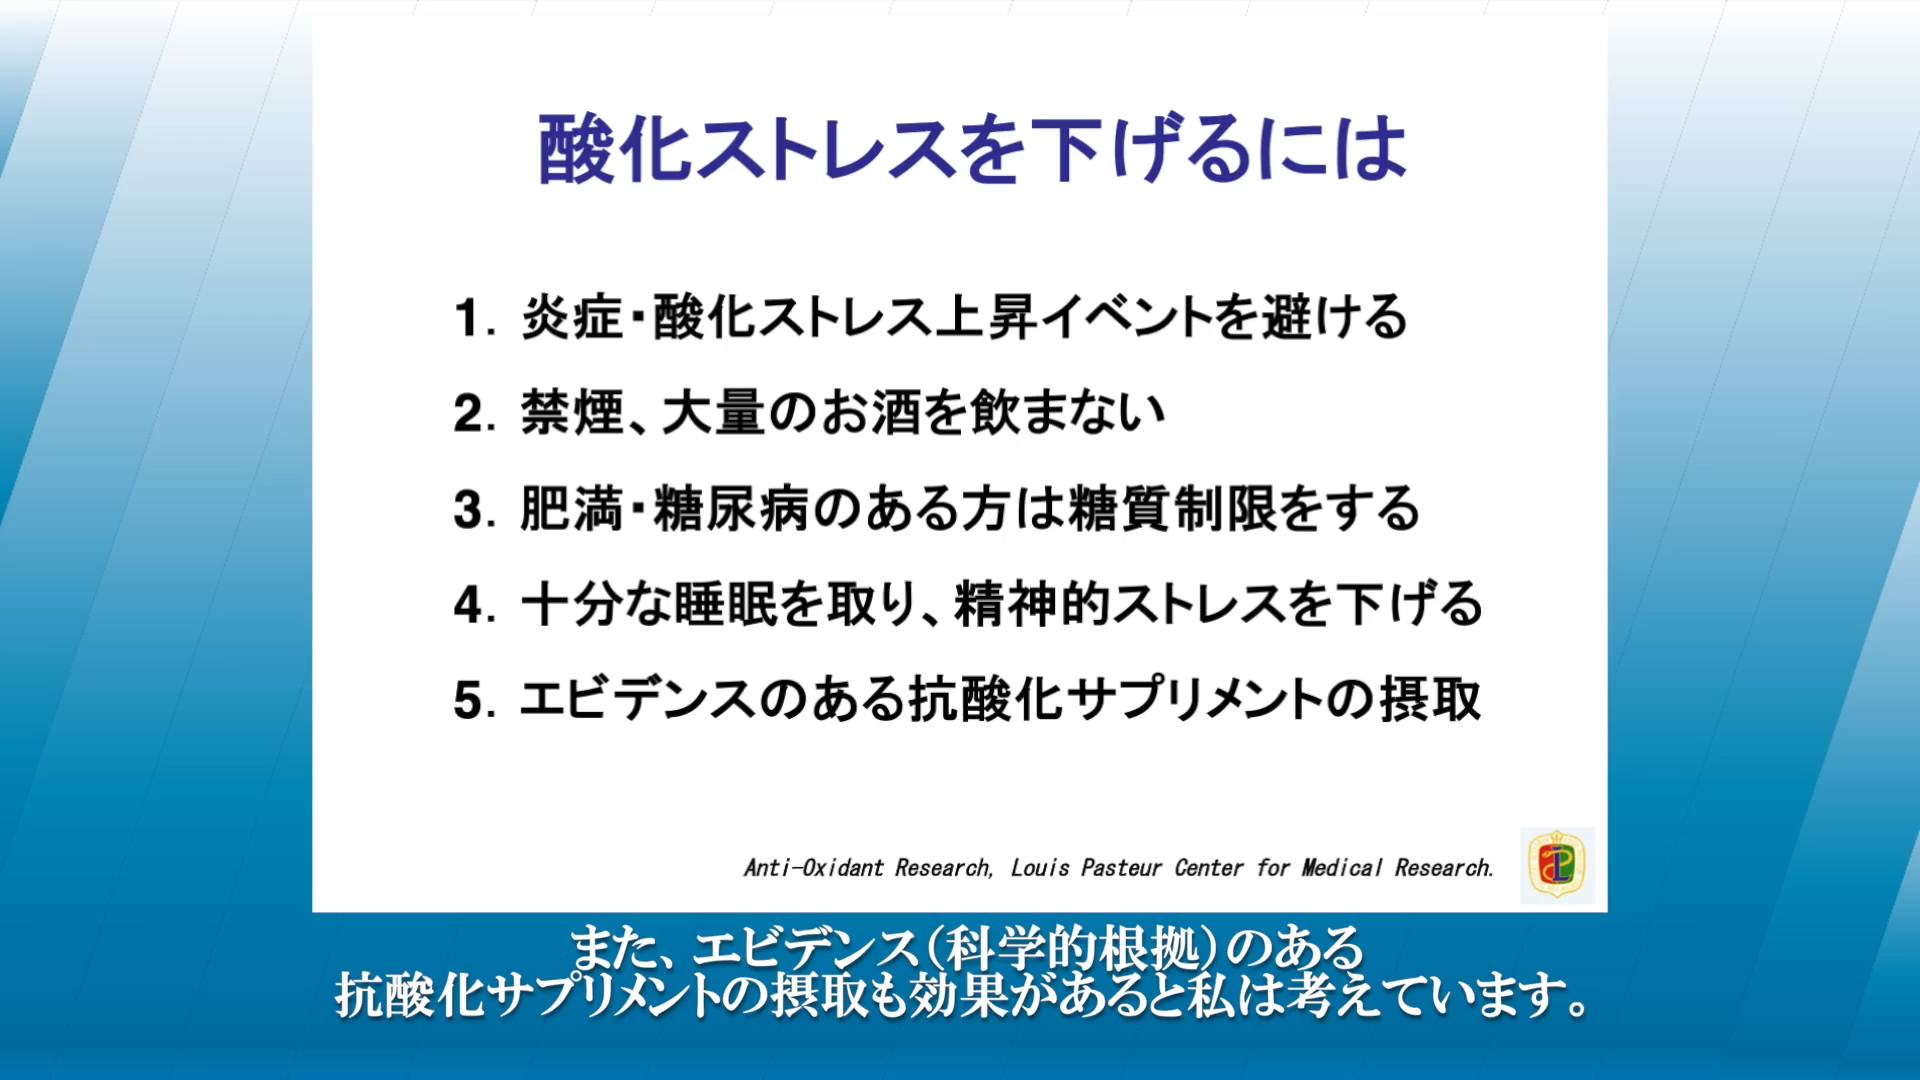 酸化ストレスを下げるには
1. 炎症・酸化ストレス上昇イベントを避ける
2. 禁煙、大量のお酒を飲まない
3. 肥満・糖尿病のある方は糖質制限をする
4. 十分な睡眠を取り、精神的ストレスを下げる
5. エビデンスのある抗酸化サプリメントの摂取
Anti-Oxidant Research, Louis Pasteur Center for Medical Research.
また、エビデンス(科学的根拠)のある
抗酸化サプリメントの摂取も効果があると私は考えています。